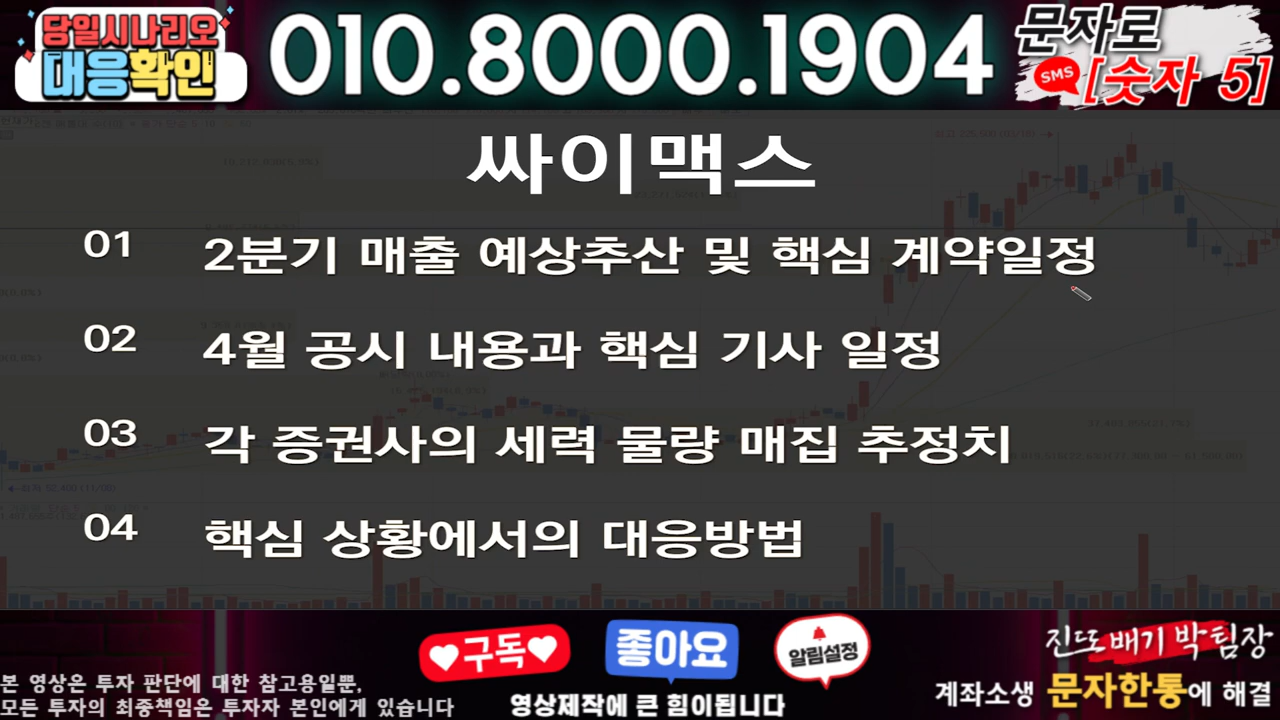 당일시나리오
대응확인
010.8000.1904
문자로
SMS [숫자 5]
싸이맥스
01 2분기 매출 예상추산 및 핵심 계약일정
02 4월 공시 내용과 핵심 기사 일정
03 각 증권사의 세력 물량 매집 추정치
04 핵심 상황에서의 대응방법
구독
좋아요
알림설정
영상제작에 큰 힘이됩니다
본 영상은 투자 판단에 대한 참고용일뿐,
모든 투자의 최종책임은 투자자 본인에게 있습니다
진또배기 박팀장
계좌소생 문자한통에 해결